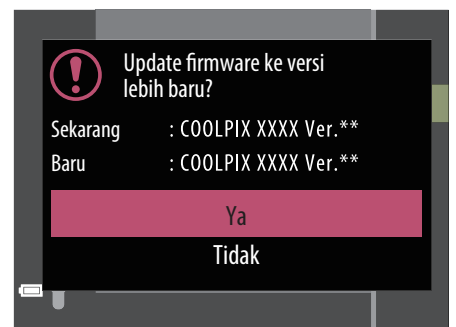 Update firmware ke versi
lebih baru?
Sekarang : COOLPIX XXXX Ver.**
Baru : COOLPIX XXXX Ver.**
Ya
Tidak